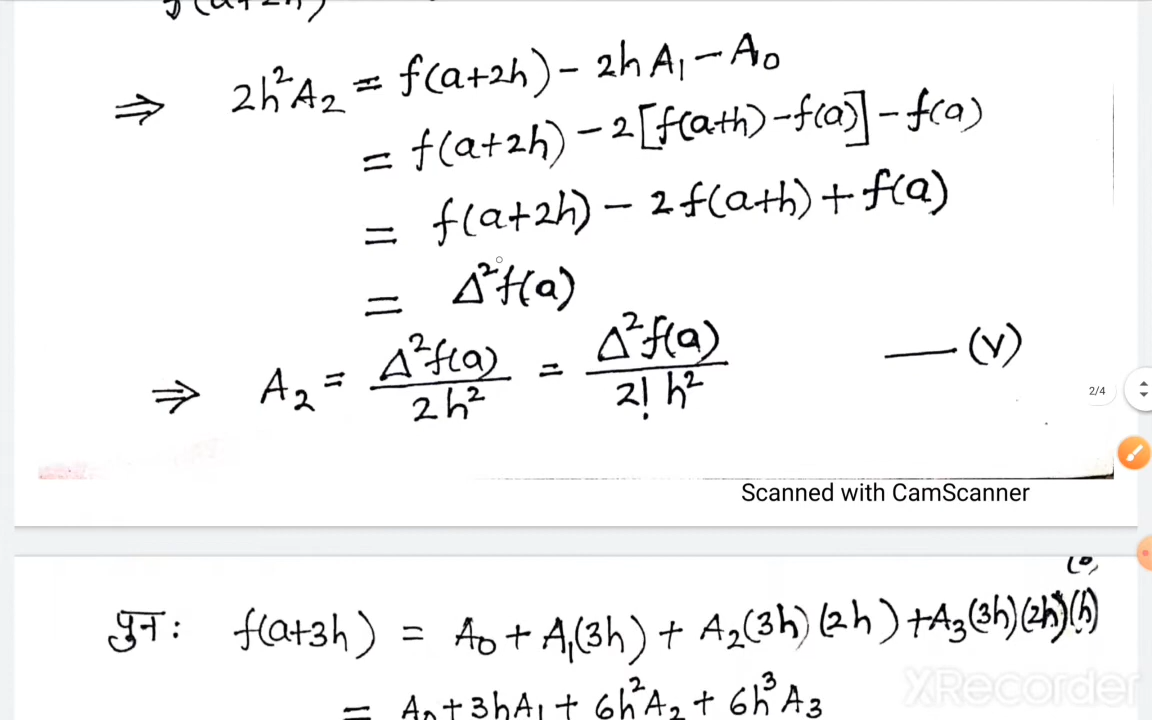 f(a+2h)
⇒ 2h²A₂ = f(a+2h) - 2hA₁ - A₀
= f(a+2h) - 2[f(a+h) - f(a)] - f(a)
= f(a+2h) - 2f(a+h) + f(a)
= Δ²f(a)
⇒ A₂ = Δ²f(a)/2h² = Δ²f(a)/2! h² — (v)
2/4
Scanned with CamScanner
पुन: f(a+3h) = A₀ + A₁(3h) + A₂(3h)(2h) + A₃(3h)(2h)(h)
= A₀ + 3hA₁ + 6h²A₂ + 6h³A₃
XRecorder